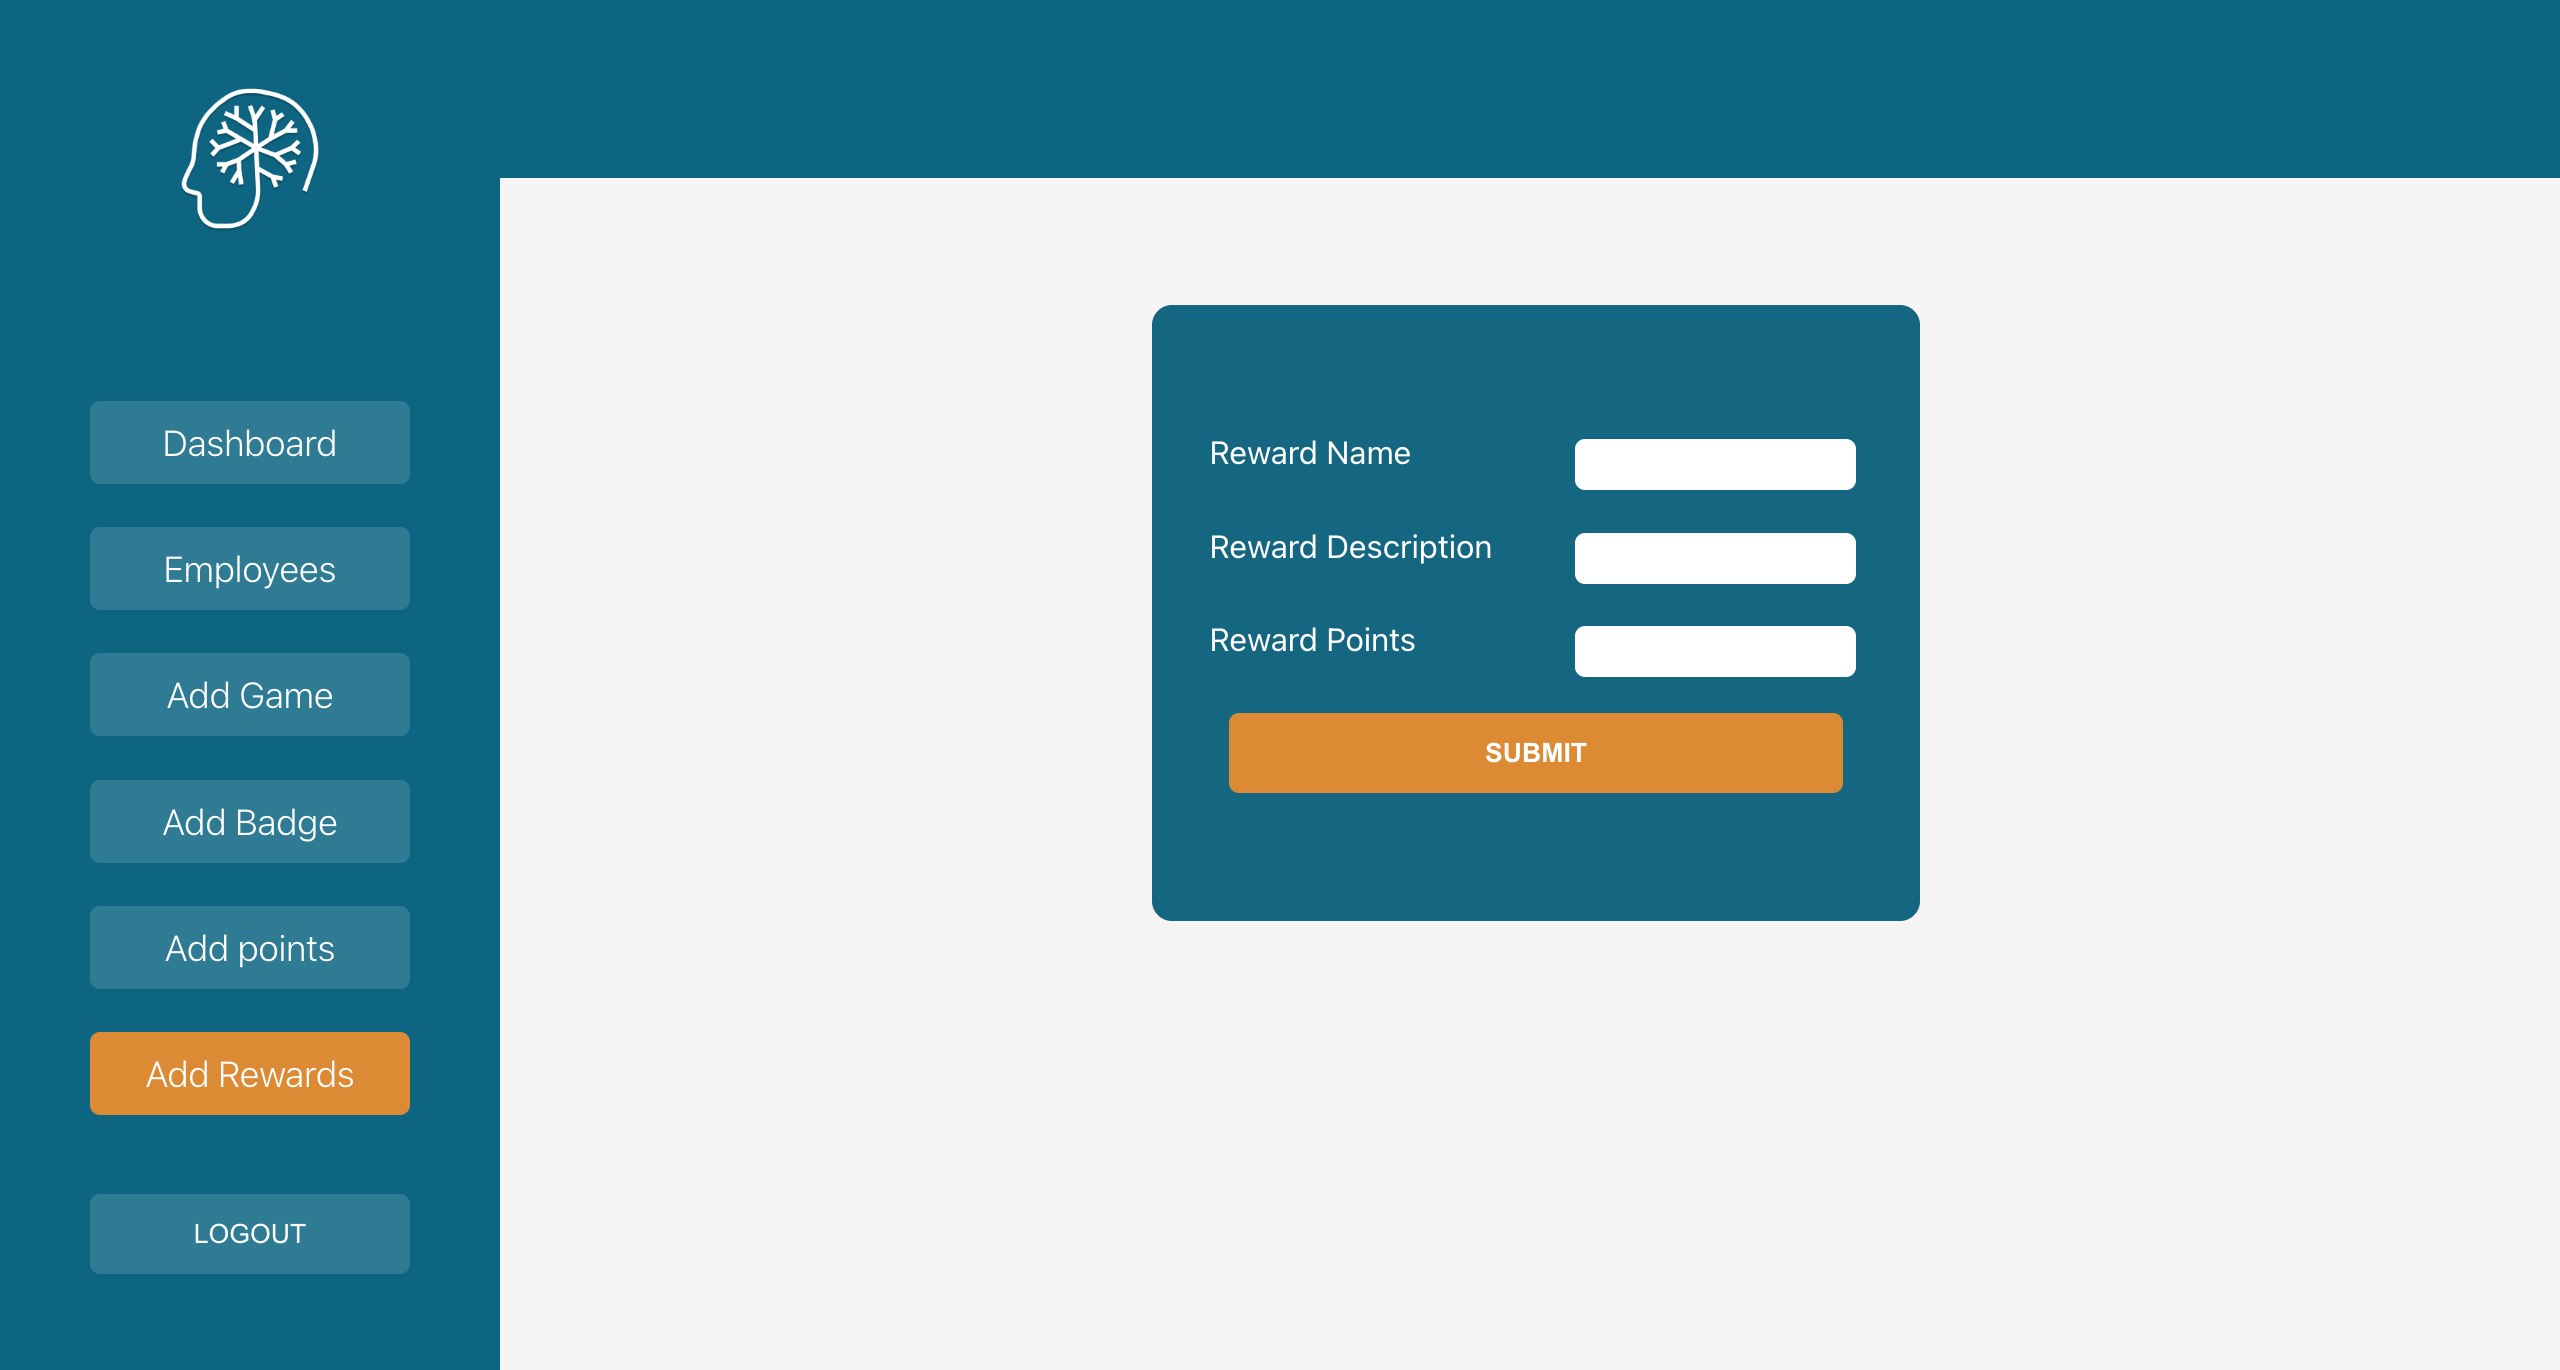 Dashboard
Employees
Add Game
Add Badge
Add points
Add Rewards
LOGOUT
Reward Name
Reward Description
Reward Points
SUBMIT